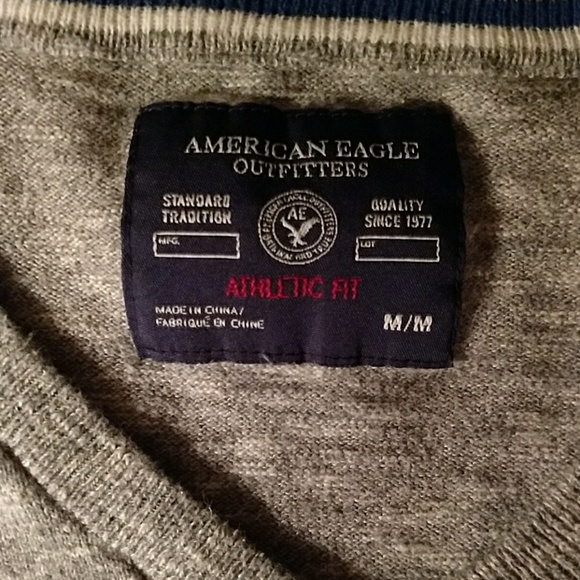 AMERICAN EAGLE
OUTFITTERS
STANDARD
TRADITION
AE
QUALITY
SINCE 1977
MFG.
LOT
ATHLETIC FIT
MADE IN CHINA/
FABRIQUÉ EN CHINE
M/M